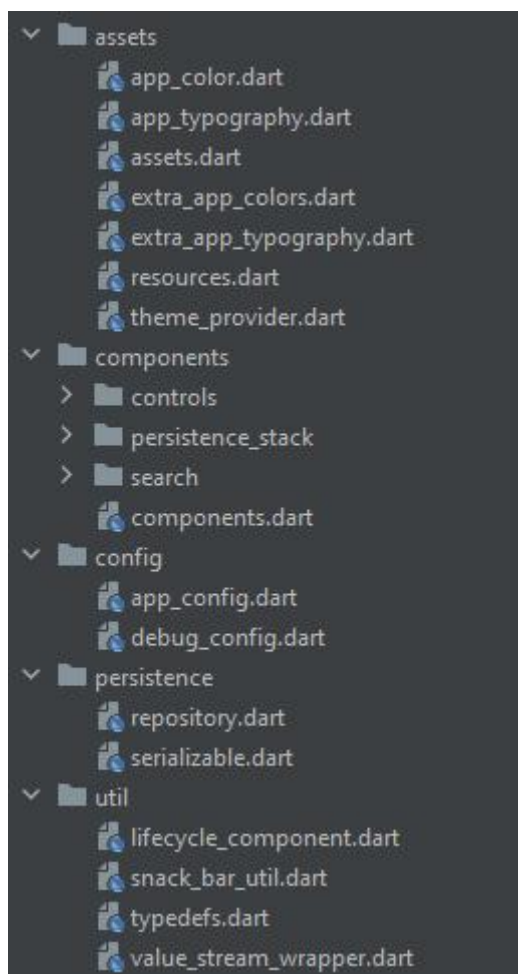 assets
app_color.dart
app_typography.dart
assets.dart
extra_app_colors.dart
extra_app_typography.dart
resources.dart
theme_provider.dart
components
controls
persistence_stack
search
components.dart
config
app_config.dart
debug_config.dart
persistence
repository.dart
serializable.dart
util
lifecycle_component.dart
snack_bar_util.dart
typedefs.dart
value_stream_wrapper.dart